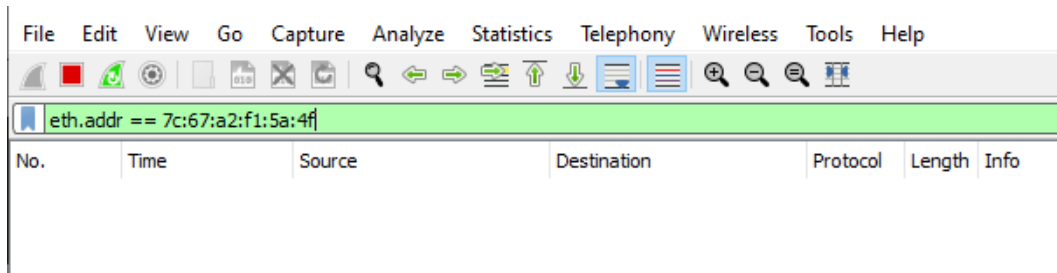 File Edit View Go Capture Analyze Statistics Telephony Wireless Tools Help
eth.addr == 7c:67:a2:f1:5a:4f
No. Time Source Destination Protocol Length Info